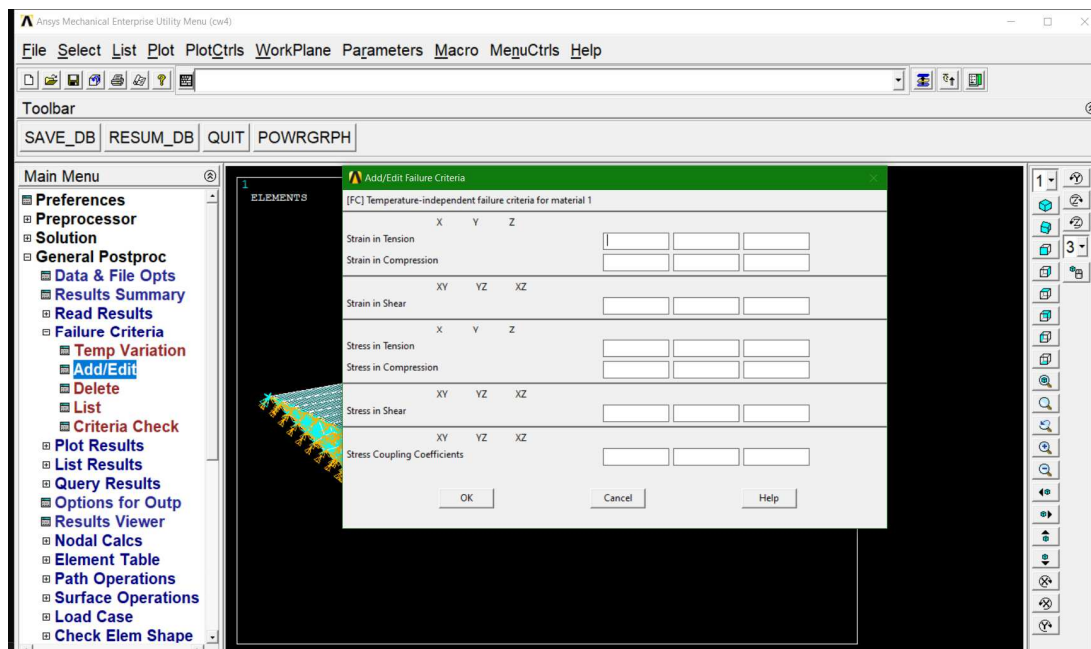 Ansys Mechanical Enterprise Utility Menu (cw4)
File Select List Plot PlotCtrls WorkPlane Parameters Macro MenuCtrls Help
Toolbar
SAVE_DB RESUM_DB QUIT POWRGRPH
Main Menu
Preferences
Preprocessor
Solution
General Postproc
Data & File Opts
Results Summary
Read Results
Failure Criteria
Temp Variation
Add/Edit
Delete
List
Criteria Check
Plot Results
List Results
Query Results
Options for Outp
Results Viewer
Nodal Calcs
Element Table
Path Operations
Surface Operations
Load Case
Check Elem Shape
1
ELEMENTS
Add/Edit Failure Criteria
[FC] Temperature-independent failure criteria for material 1
X Y Z
Strain in Tension
Strain in Compression
XY YZ XZ
Strain in Shear
X Y Z
Stress in Tension
Stress in Compression
XY YZ XZ
Stress in Shear
XY YZ XZ
Stress Coupling Coefficients
OK Cancel Help
1
3